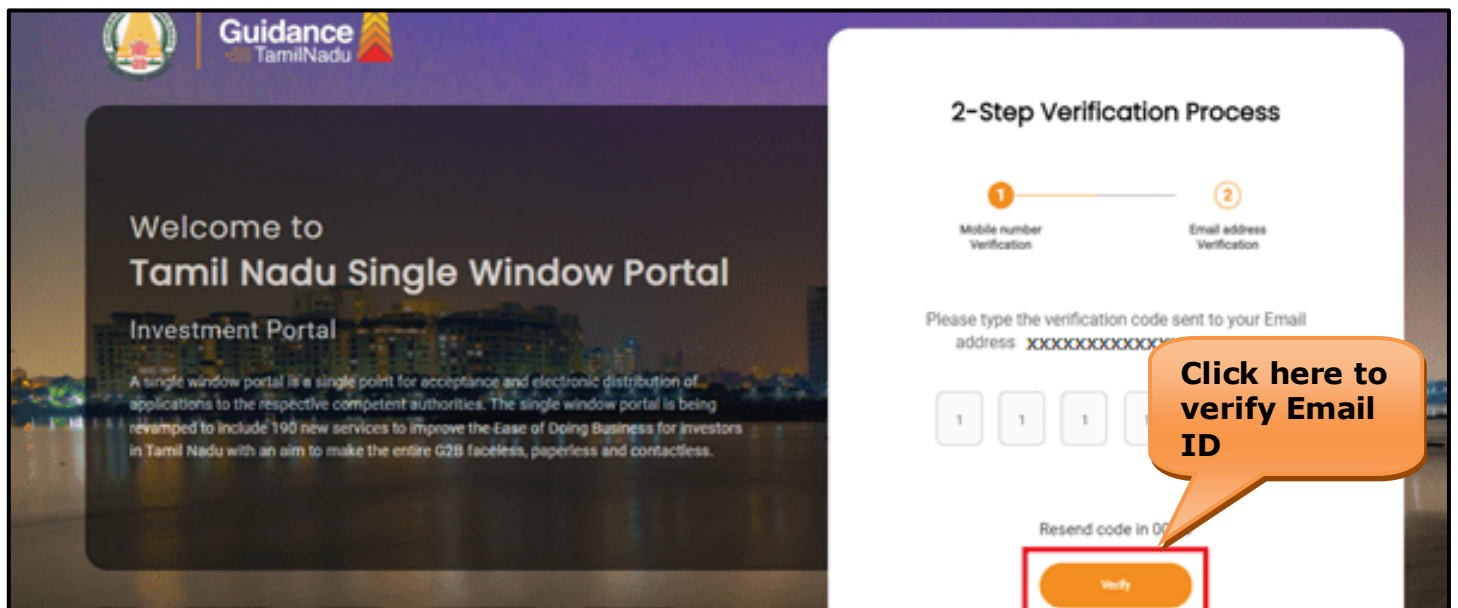 Guidance
TamilNadu
Welcome to
Tamil Nadu Single Window Portal
Investment Portal
A single window portal is a single point for acceptance and electronic distribution of
applications to the respective competent authorities. The single window portal is being
revamped to include 190 new services to improve the Ease of Doing Business for investors
in Tamil Nadu with an aim to make the entire G2B faceless, paperless and contactless.
2-Step Verification Process
1
2
Mobile number
Verification
Email address
Verification
Please type the verification code sent to your Email
address XXXXXXXXXXXX
1 1 1 1
Click here to
verify Email
ID
Resend code in
Verify